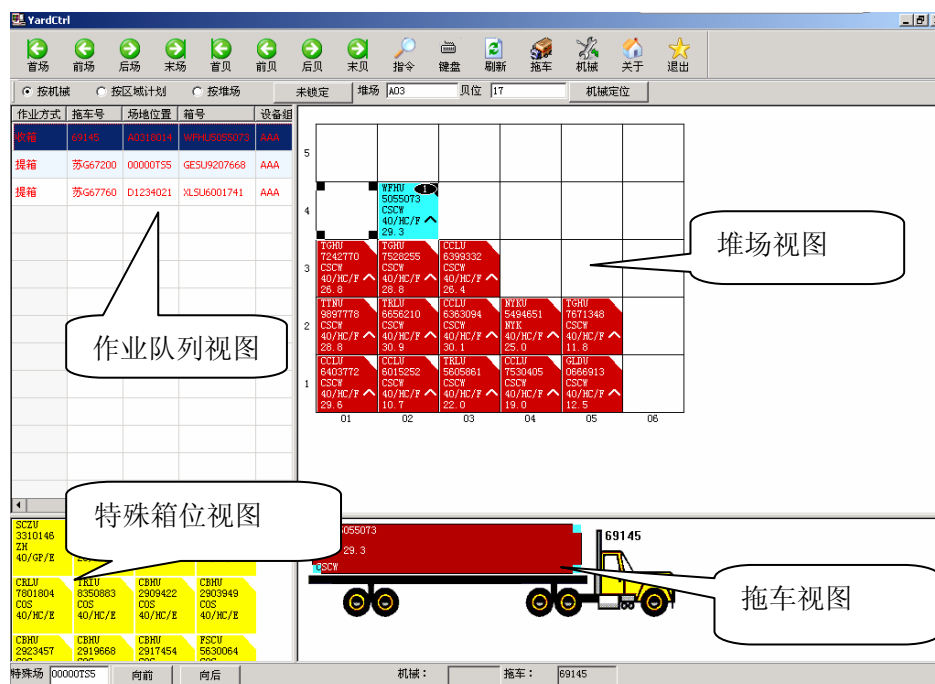 YardCtrl
首场 前场 后场 末场 首贝 前贝 后贝 末贝 指令 键盘 刷新 拖车 机械 关于 退出
按机械 按区域计划 按堆场 未锁定 堆场 A03 贝位 17 机械定位
作业方式 拖车号 场地位置 箱号 设备组
收箱 69145 A0318014 WFHU5055073 AAA
提箱 苏G67200 00000TS5 GESU9207668 AAA
提箱 苏G67760 D1234021 XLSU6001741 AAA
作业队列视图
5
4
WFHU 1
5055073
CSCW
40/HC/F
29.3
堆场视图
3
TGHU TGHU CCLU
7242770 7528255 6399332
CSCW CSCW CSCW
40/HC/F 40/HC/F 40/HC/F
26.8 28.8 26.4
2
TTNU TRLU CCLU NYKU TGHU
9897778 6656210 6363094 5494651 7671348
CSCW CSCW CSCW NYK CSCW
40/HC/F 40/HC/F 40/HC/F 40/HC/F 40/HC/F
28.8 30.9 30.1 25.0 11.8
1
CCLU CCLU TRLU CCLU GLDU
6403772 6015252 5605861 7530405 0666913
CSCW CSCW CSCW CSCW CSCW
40/HC/F 40/HC/F 40/HC/F 40/HC/F 40/HC/F
29.6 10.7 22.0 19.0 12.5
01 02 03 04 05 06
特殊箱位视图
SCZU
3310146
ZH
40/GP/E
CRLU TRIU CBHU CBHU
7801804 8350883 2909422 2903949
COS COS COS COS
40/HC/E 40/HC/E 40/HC/E 40/HC/E
CBHU CBHU CBHU FSCU
2923457 2919668 2917454 5630064
5055073
29.3
CSCW
69145
拖车视图
特殊场 00000TS5 向前 向后 机械： 拖车： 69145